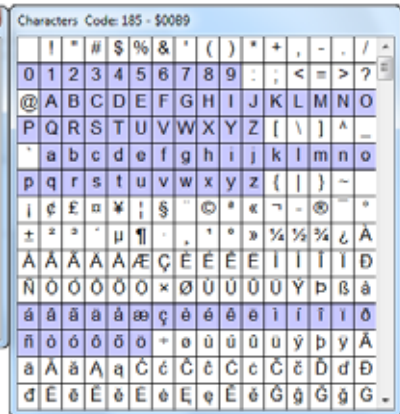 Characters Code: 185 - $00B9
! " # $ % & ' ( ) * + , - . /
0 1 2 3 4 5 6 7 8 9 : ; < = > ?
@ A B C D E F G H I J K L M N O
P Q R S T U V W X Y Z [ \ ] ^ _
` a b c d e f g h i j k l m n o
p q r s t u v w x y z { | } ~
¡ ¢ £ ¤ ¥ ¦ § ¨ © ª « ¬ - ® ¯ °
± ² ³ ´ µ ¶ · ¸ ¹ º » ¼ ½ ¾ ¿ À
Á Â Ã Ä Å Æ Ç È É Ê Ë Ì Í Î Ï Ð
Ñ Ò Ó Ô Õ Ö × Ø Ù Ú Û Ü Ý Þ ß à
á â ã ä å æ ç è é ê ë ì í î ï ð
ñ ò ó ô õ ö ÷ ø ù ú û ü ý þ ÿ Ā
ā Ă ă Ą ą Ć ć Ĉ ĉ Ċ ċ Č č Ď ď Đ
đ Ē ē Ĕ ĕ Ė ė Ę ę Ě ě Ĝ ĝ Ğ ğ Ġ